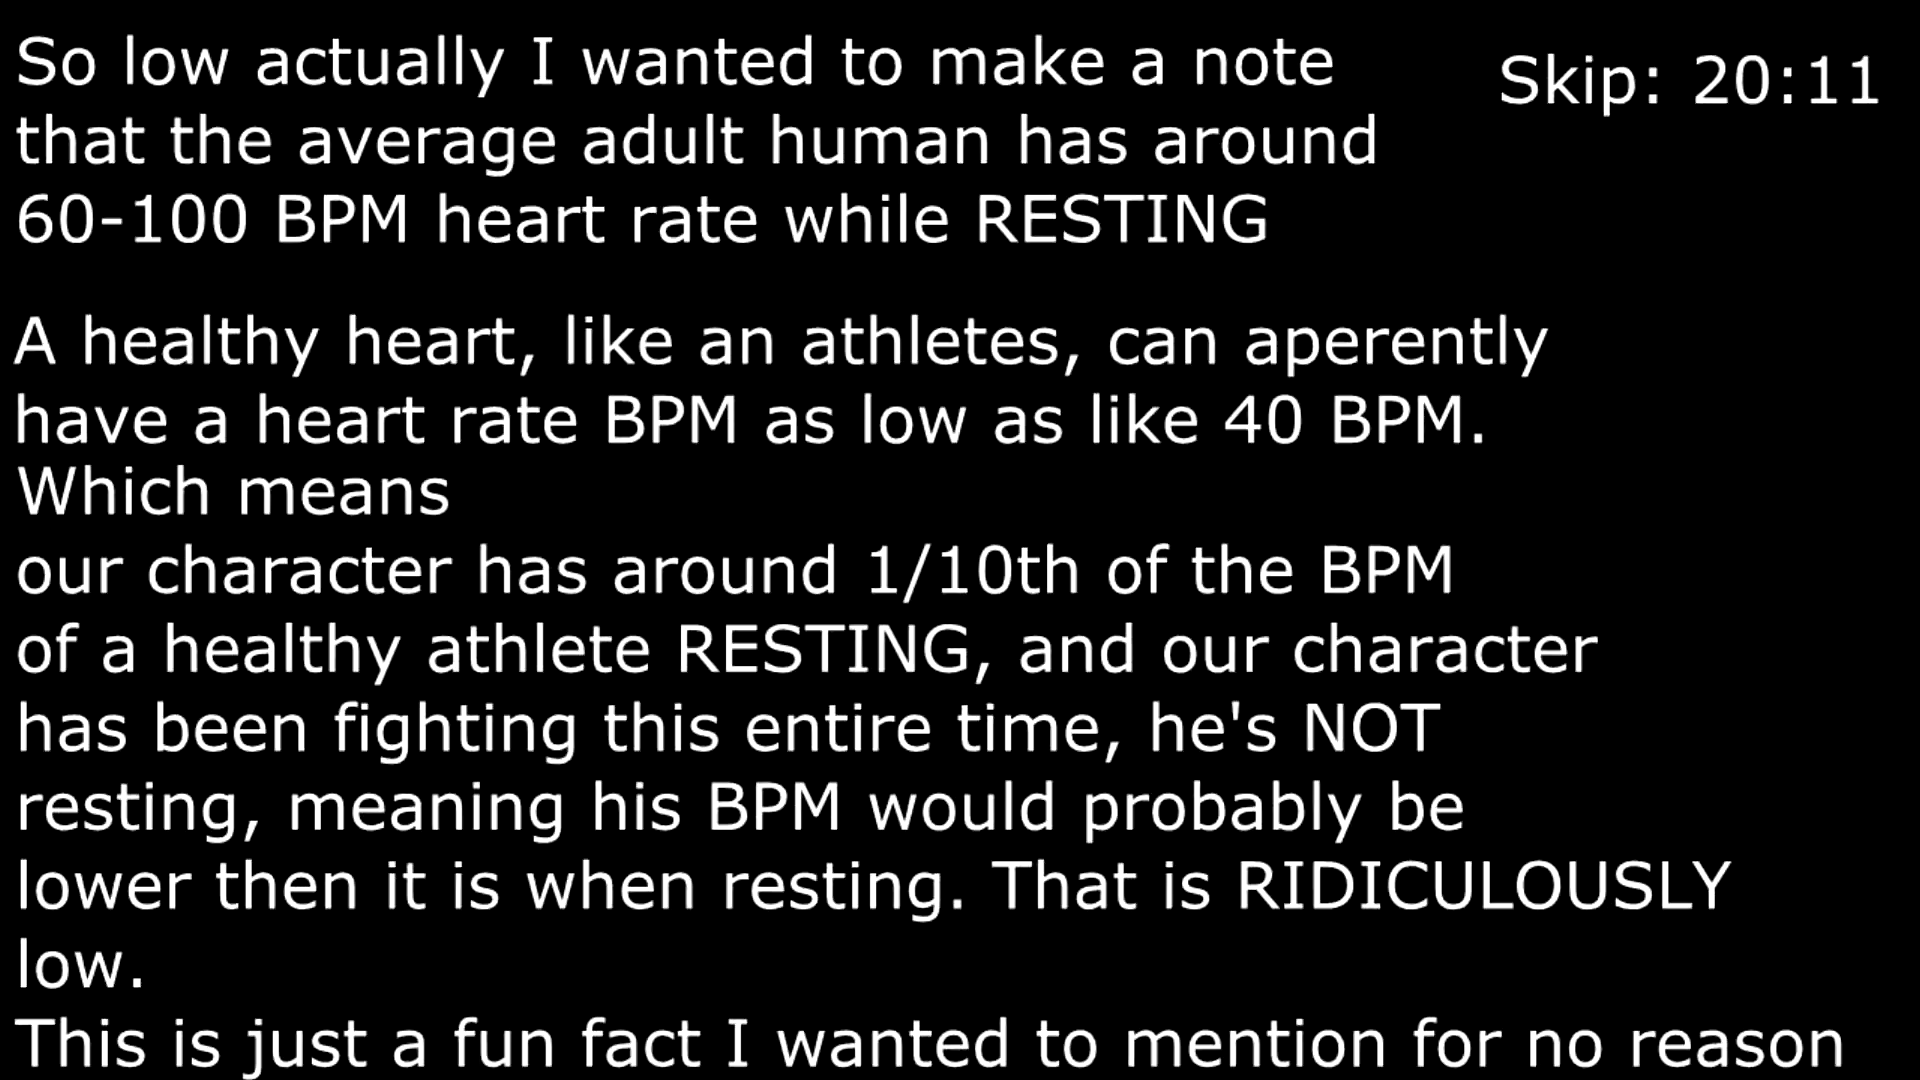 So low actually I wanted to make a note
that the average adult human has around
60-100 BPM heart rate while RESTING
Skip: 20:11
A healthy heart, like an athletes, can aperently
have a heart rate BPM as low as like 40 BPM.
Which means
our character has around 1/10th of the BPM
of a healthy athlete RESTING, and our character
has been fighting this entire time, he's NOT
resting, meaning his BPM would probably be
lower then it is when resting. That is RIDICULOUSLY
low.
This is just a fun fact I wanted to mention for no reason